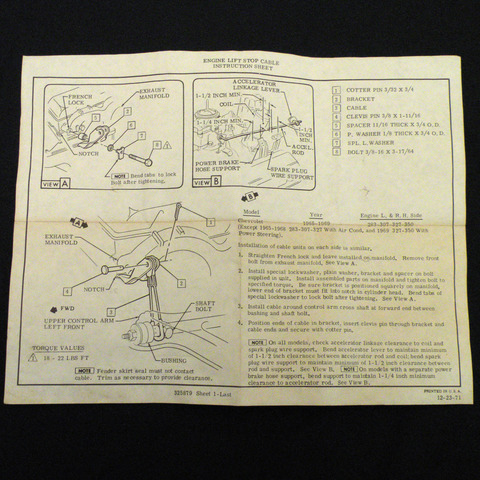 ENGINE LIFT STOP CABLE
INSTRUCTION SHEET
FRENCH
LOCK
EXHAUST
MANIFOLD
NOTCH
NOTE Bend tabs to lock
Bolt after tightening.
VIEW A
ACCELERATOR
LINKAGE LEVER
1-1/2 INCH MIN.
COIL
1-1/4 INCH MIN.
1-1/2
INCH
MIN.
ACCEL.
ROD
POWER BRAKE
HOSE SUPPORT
SPARK PLUG
WIRE SUPPORT
VIEW B
1 COTTER PIN 3/32 X 3/4
2 BRACKET
3 CABLE
4 CLEVIS PIN 3/8 X 1-11/16
5 SPACER 11/16 THICK X 3/4 O.D.
6 P. WASHER 1/8 THICK X 3/4 O.D.
7 SPL. L. WASHER
8 BOLT 3/8-16 X 3-17/64
A
B
EXHAUST
MANIFOLD
NOTCH
FWD
UPPER CONTROL ARM
LEFT FRONT
SHAFT
BOLT
BUSHING
TORQUE VALUES
18 - 22 LBS FT
NOTE Fender skirt seal must not contact
cable. Trim as necessary to provide clearance.
Model Year Engine L. & R. H. Side
Chevrolet 1965-1969 283-307-327-350
(Except 1965-1968 283-307-327 With Air Cond. and 1969 327-350 With
Power Steering).
Installation of cable units on each side is similar.
1. Straighten French lock and leave installed on manifold. Remove front
bolt from exhaust manifold. See View A.
2. Install special lockwasher, plain washer, bracket and spacer on bolt
supplied in unit. Install assembled parts on manifold and tighten bolt to
specified torque. Be sure bracket is positioned squarely on manifold,
lower end of bracket must fit into notch in cylinder head. Bend tabs of
special lockwasher to lock bolt after tightening. See View A.
3. Install cable around control arm cross shaft at forward end between
bushing and shaft bolt.
4. Position ends of cable in bracket, insert clevis pin through bracket and
cable ends and secure with cotter pin.
NOTE On all models, check accelerator linkage clearance to coil and
spark plug wire support. Bend accelerator lever to maintain minimum
of 1-1/2 inch clearance between accelerator rod and coil; bend spark
plug wire support to maintain minimum of 1-1/2 inch clearance between
rod and support. See View B. NOTE On models with a separate power
brake hose support, bend support to maintain 1-1/4 inch minimum
clearance to accelerator rod. See View B.
325879 Sheet 1-Last
PRINTED IN U.S.A.
12-23-71